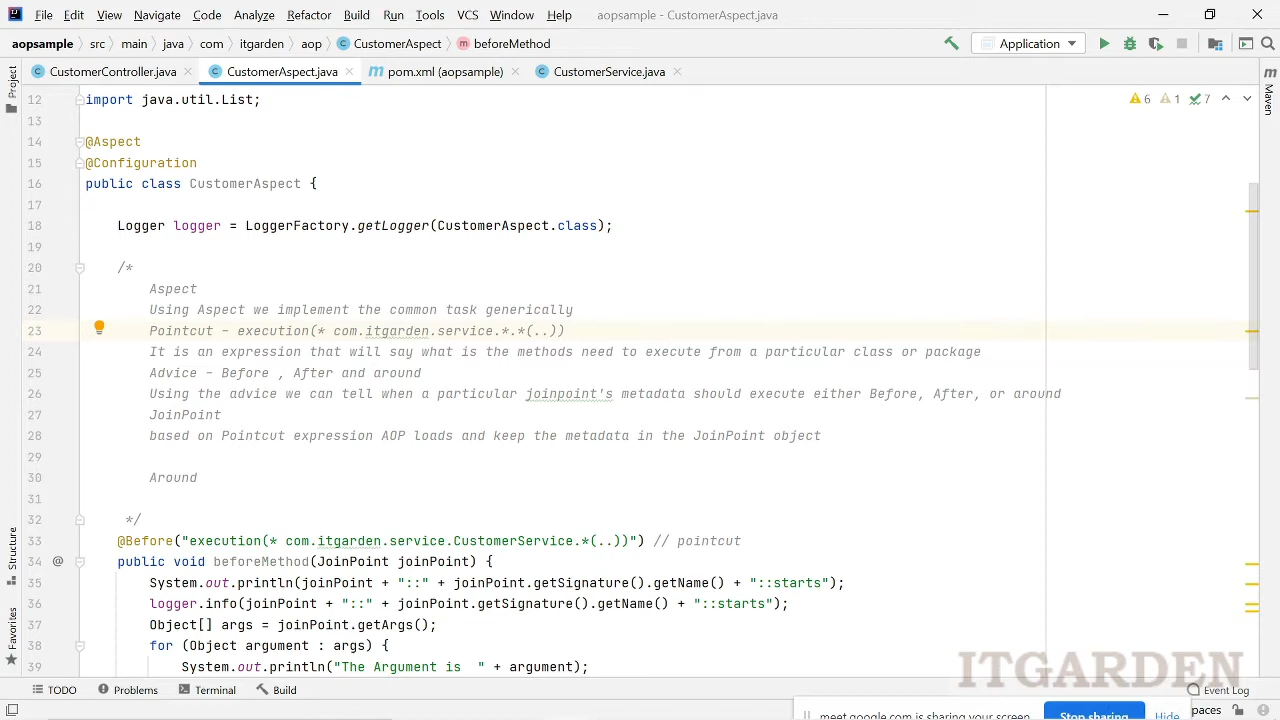 File Edit View Navigate Code Analyze Refactor Build Run Tools VCS Window Help aopsample - CustomerAspect.java
aopsample src main java com itgarden aop CustomerAspect beforeMethod Application
CustomerController.java CustomerAspect.java pom.xml (aopsample) CustomerService.java
Project
Maven
6 1 7
12 import java.util.List;
13
14 @Aspect
15 @Configuration
16 public class CustomerAspect {
17
18 Logger logger = LoggerFactory.getLogger(CustomerAspect.class);
19
20 /*
21 Aspect
22 Using Aspect we implement the common task generically
23 Pointcut - execution(* com.itgarden.service.*.*(..))
24 It is an expression that will say what is the methods need to execute from a particular class or package
25 Advice - Before , After and around
26 Using the advice we can tell when a particular joinpoint's metadata should execute either Before, After, or around
27 JoinPoint
28 based on Pointcut expression AOP loads and keep the metadata in the JoinPoint object
29
30 Around
31
32 */
33 @Before("execution(* com.itgarden.service.CustomerService.*(..))") // pointcut
34 @ public void beforeMethod(JoinPoint joinPoint) {
35 System.out.println(joinPoint + "::" + joinPoint.getSignature().getName() + "::starts");
36 logger.info(joinPoint + "::" + joinPoint.getSignature().getName() + "::starts");
37 Object[] args = joinPoint.getArgs();
38 for (Object argument : args) {
39 System.out.println("The Argument is  " + argument);
Structure
Favorites
ITGARDEN
TODO Problems Terminal Build Event Log
meet.google.com is sharing your screen. Stop sharing Hide
paces